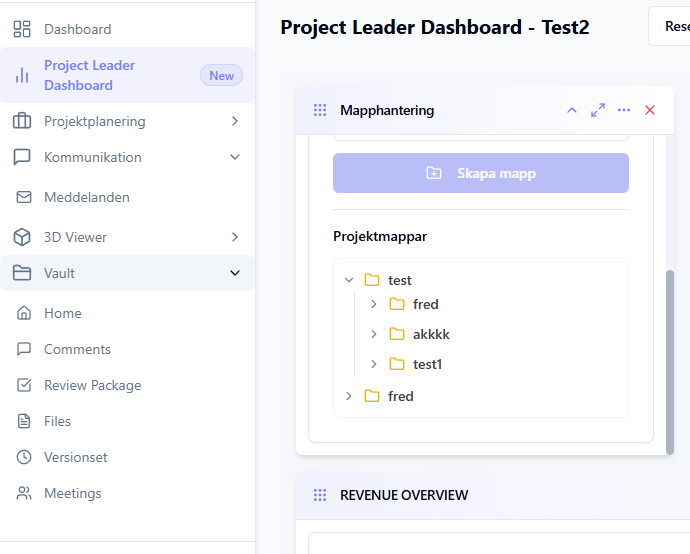 Dashboard
Project Leader
Dashboard
New
Projektplanering
Kommunikation
Meddelanden
3D Viewer
Vault
Home
Comments
Review Package
Files
Versionset
Meetings
Project Leader Dashboard - Test2
Mapphantering
Skapa mapp
Projektmappar
test
fred
akkkk
test1
fred
REVENUE OVERVIEW